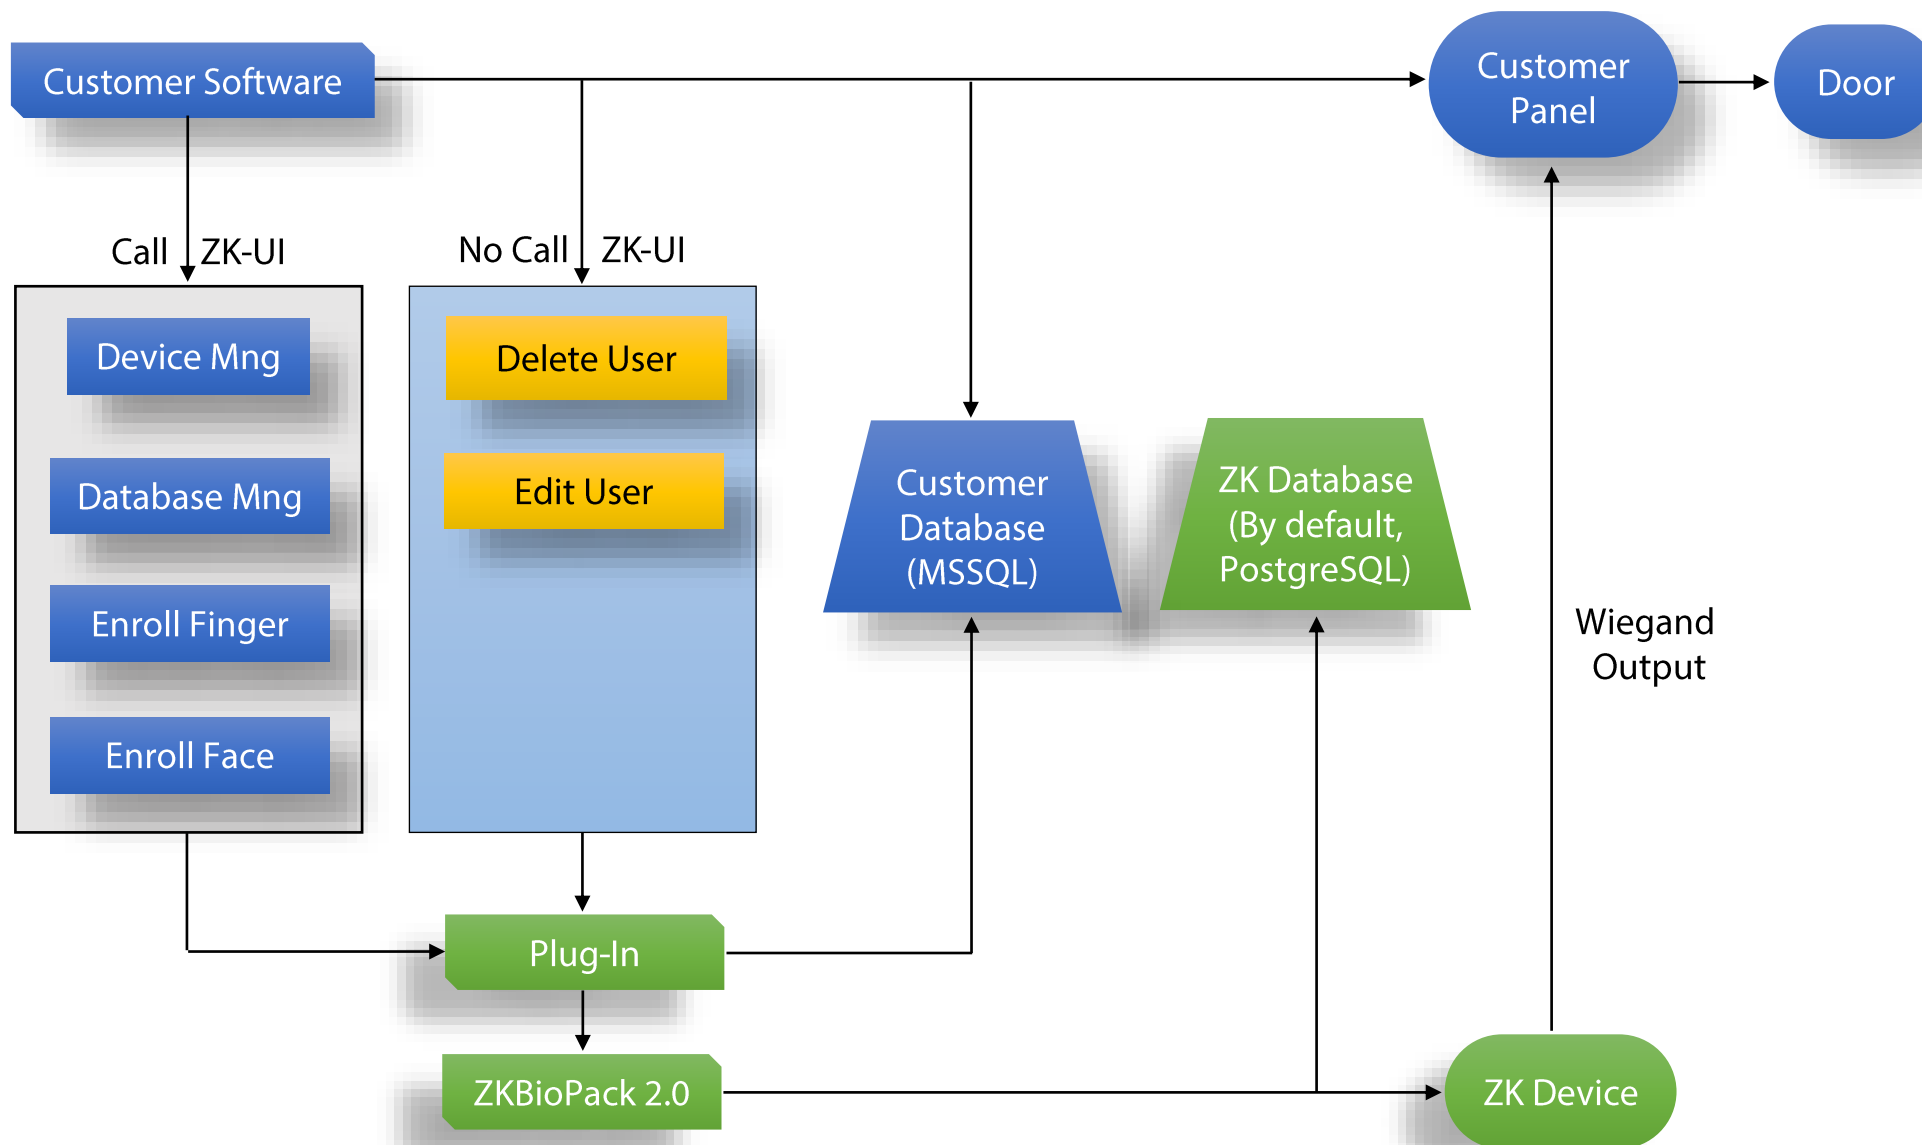 Customer Software
Customer
Panel
Door
Call ZK-UI
No Call ZK-UI
Device Mng
Database Mng
Enroll Finger
Enroll Face
Delete User
Edit User
Customer
Database
(MSSQL)
ZK Database
(By default,
PostgreSQL)
Wiegand
Output
Plug-In
ZKBioPack 2.0
ZK Device